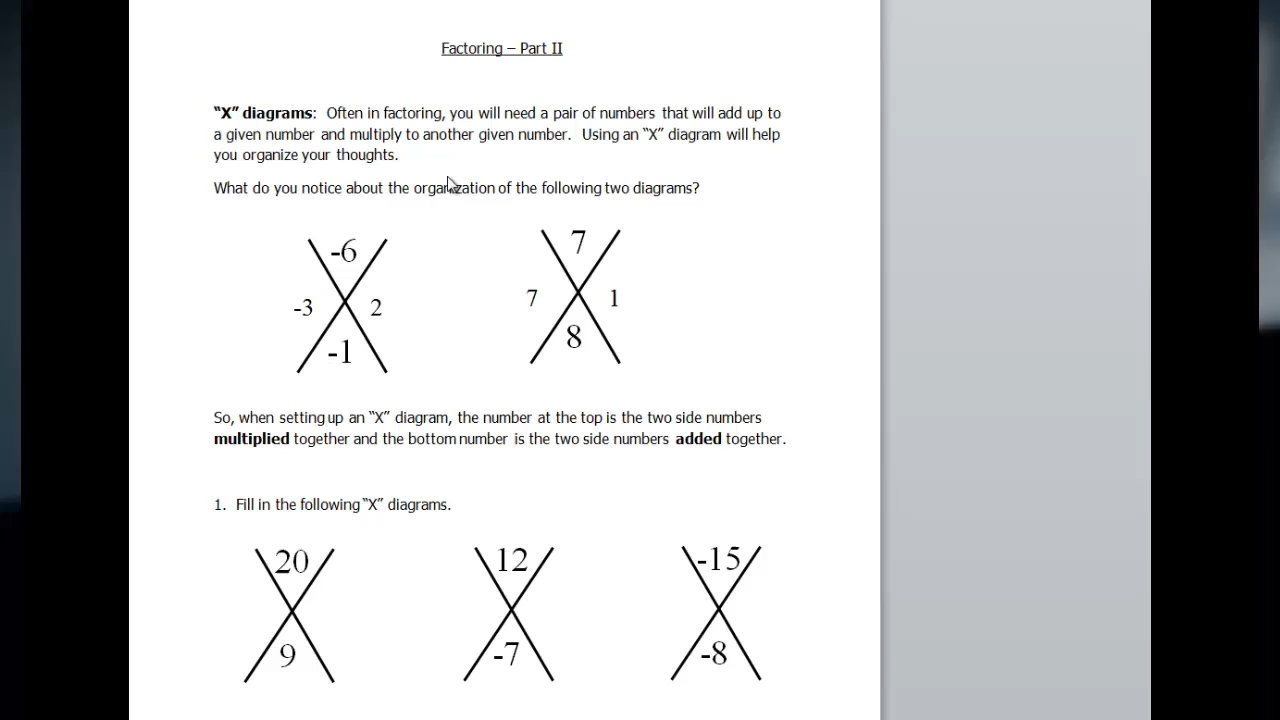 Factoring – Part II
"X" diagrams: Often in factoring, you will need a pair of numbers that will add up to
a given number and multiply to another given number. Using an "X" diagram will help
you organize your thoughts.
What do you notice about the organization of the following two diagrams?
-6
7
-3
2
7
1
-1
8
So, when setting up an "X" diagram, the number at the top is the two side numbers
multiplied together and the bottom number is the two side numbers added together.
1. Fill in the following "X" diagrams.
20
12
-15
9
-7
-8